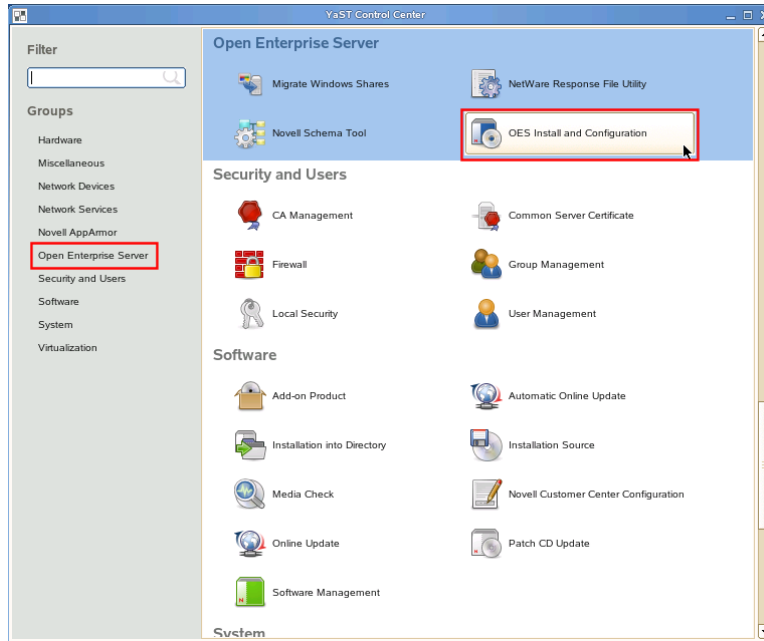 YaST Control Center
Filter
Groups
Hardware
Miscellaneous
Network Devices
Network Services
Novell AppArmor
Open Enterprise Server
Security and Users
Software
System
Virtualization
Open Enterprise Server
Migrate Windows Shares
NetWare Response File Utility
Novell Schema Tool
OES Install and Configuration
Security and Users
CA Management
Common Server Certificate
Firewall
Group Management
Local Security
User Management
Software
Add-on Product
Automatic Online Update
Installation into Directory
Installation Source
Media Check
Novell Customer Center Configuration
Online Update
Patch CD Update
Software Management
System